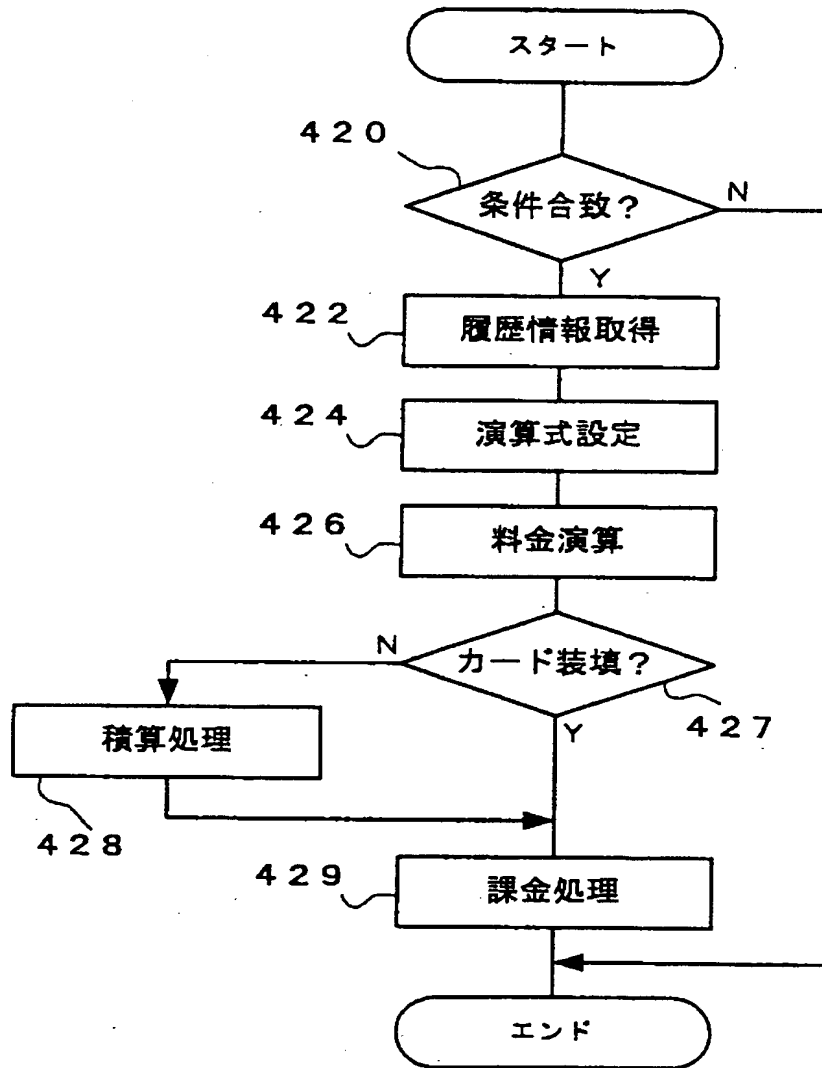 スタート
420
条件合致?
N
Y
422
履歴情報取得
424
演算式設定
426
料金演算
N
カード装填?
427
Y
積算処理
428
429
課金処理
エンド